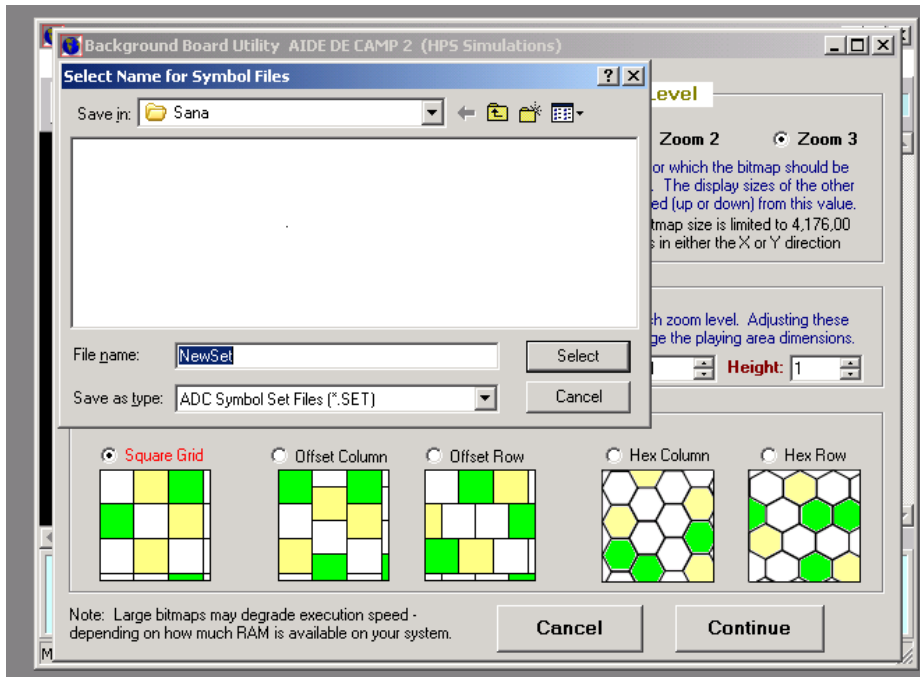 Background Board Utility AIDE DE CAMP 2 (HPS Simulations)
Select Name for Symbol Files
Save in: Sana
File name: NewSet
Select
Save as type: ADC Symbol Set Files (*.SET)
Cancel
Level
Zoom 2 Zoom 3
or which the bitmap should be
. The display sizes of the other
ed (up or down) from this value.
tmap size is limited to 4,176,00
s in either the X or Y direction
h zoom level. Adjusting these
ge the playing area dimensions.
Height: 1
Square Grid Offset Column Offset Row Hex Column Hex Row
Note: Large bitmaps may degrade execution speed -
depending on how much RAM is available on your system.
Cancel Continue
M